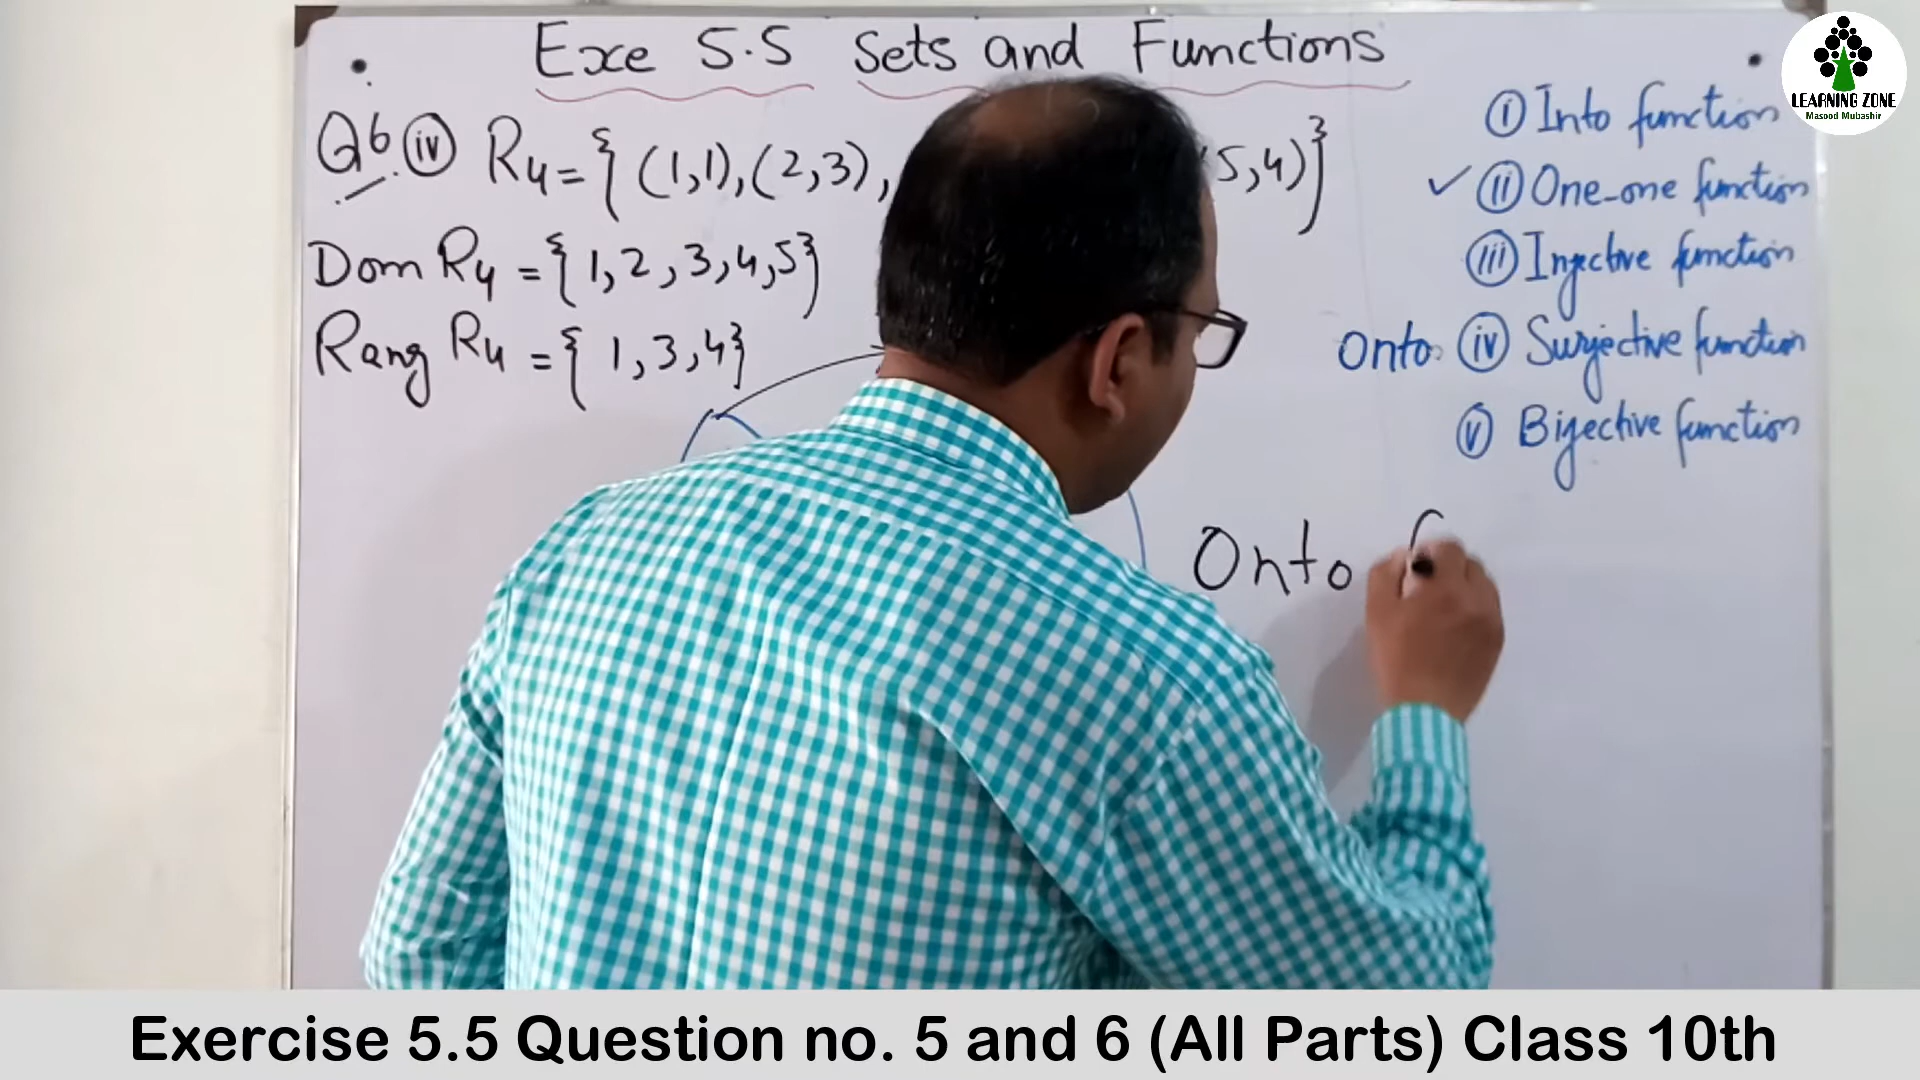 Exe 5.5 Sets and Functions
Q6 (iv) R4 = { (1,1), (2,3), 5,4) }
Dom R4 = { 1, 2, 3, 4, 5 }
Rang R4 = { 1, 3, 4 }
(i) Into function
✓ (ii) One-one function
(iii) Injective function
Onto (iv) Surjective function
(v) Bijective function
Onto f
LEARNING ZONE
Masood Mubashir
Exercise 5.5 Question no. 5 and 6 (All Parts) Class 10th